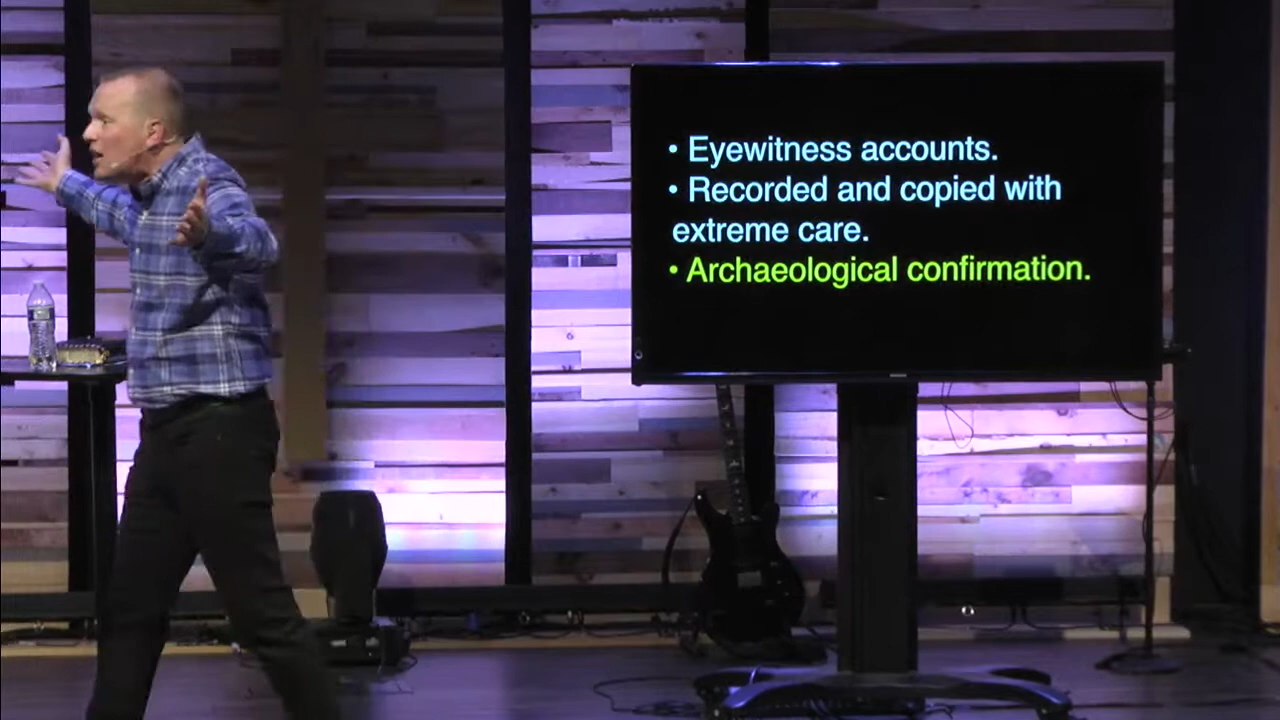 • Eyewitness accounts.
• Recorded and copied with
extreme care.
• Archaeological confirmation.